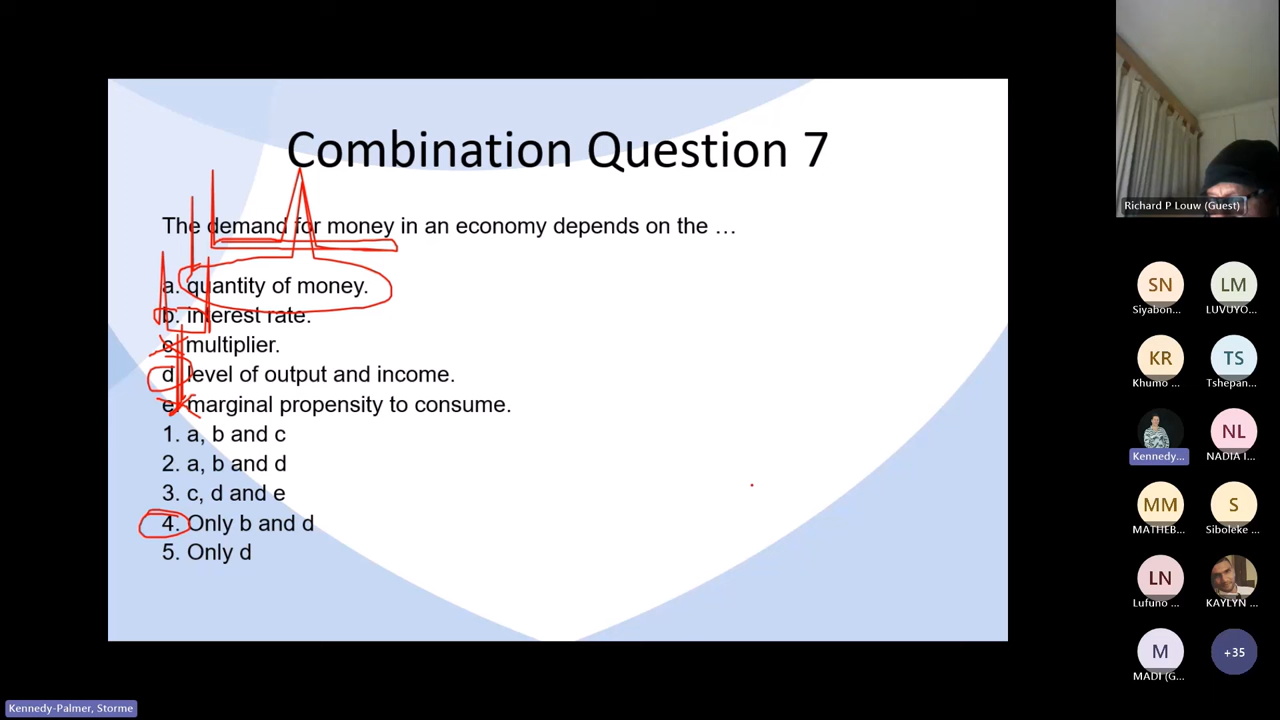 Combination Question 7
The demand for money in an economy depends on the …
a. quantity of money.
b. interest rate.
c. multiplier.
d. level of output and income.
e. marginal propensity to consume.
1. a, b and c
2. a, b and d
3. c, d and e
4. Only b and d
5. Only d
Richard P Louw (Guest)
SN
Siyabon...
LM
LUVUYO...
KR
Khumo ...
TS
Tshepan...
Kennedy...
NL
NADIA I...
MM
MATHEB...
S
Siboleke ...
LN
Lufuno ...
KAYLYN ...
M
MADI (G...
+35
Kennedy-Palmer, Storme